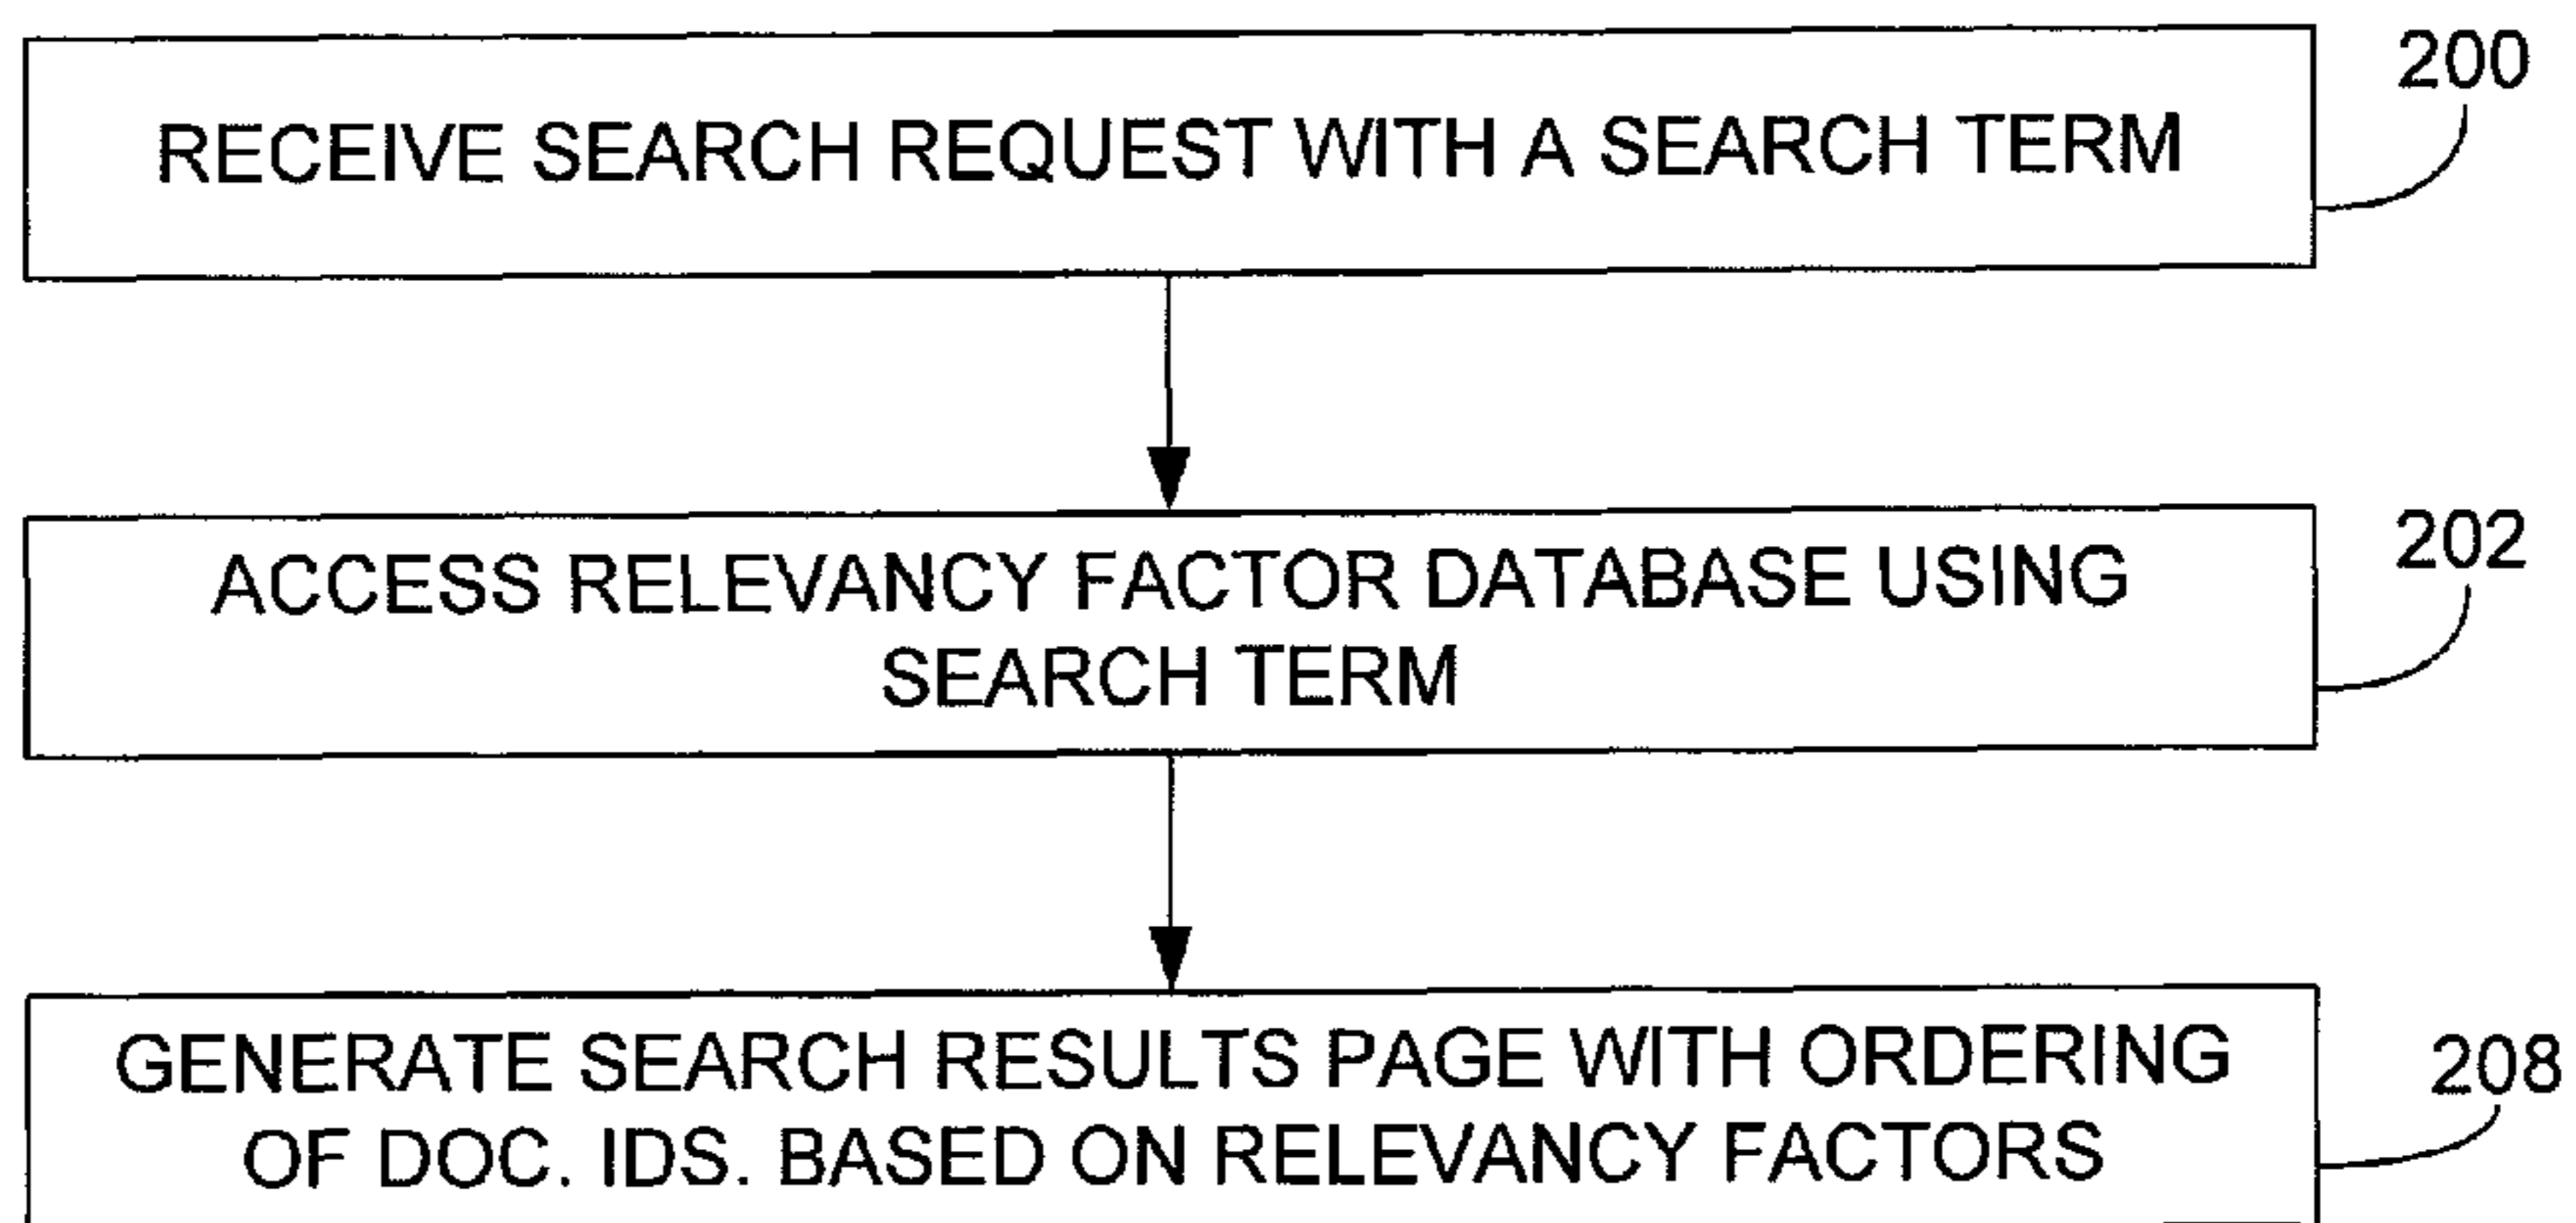 RECEIVE SEARCH REQUEST WITH A SEARCH TERM
200
ACCESS RELEVANCY FACTOR DATABASE USING
SEARCH TERM
202
GENERATE SEARCH RESULTS PAGE WITH ORDERING
OF DOC. IDS. BASED ON RELEVANCY FACTORS
208